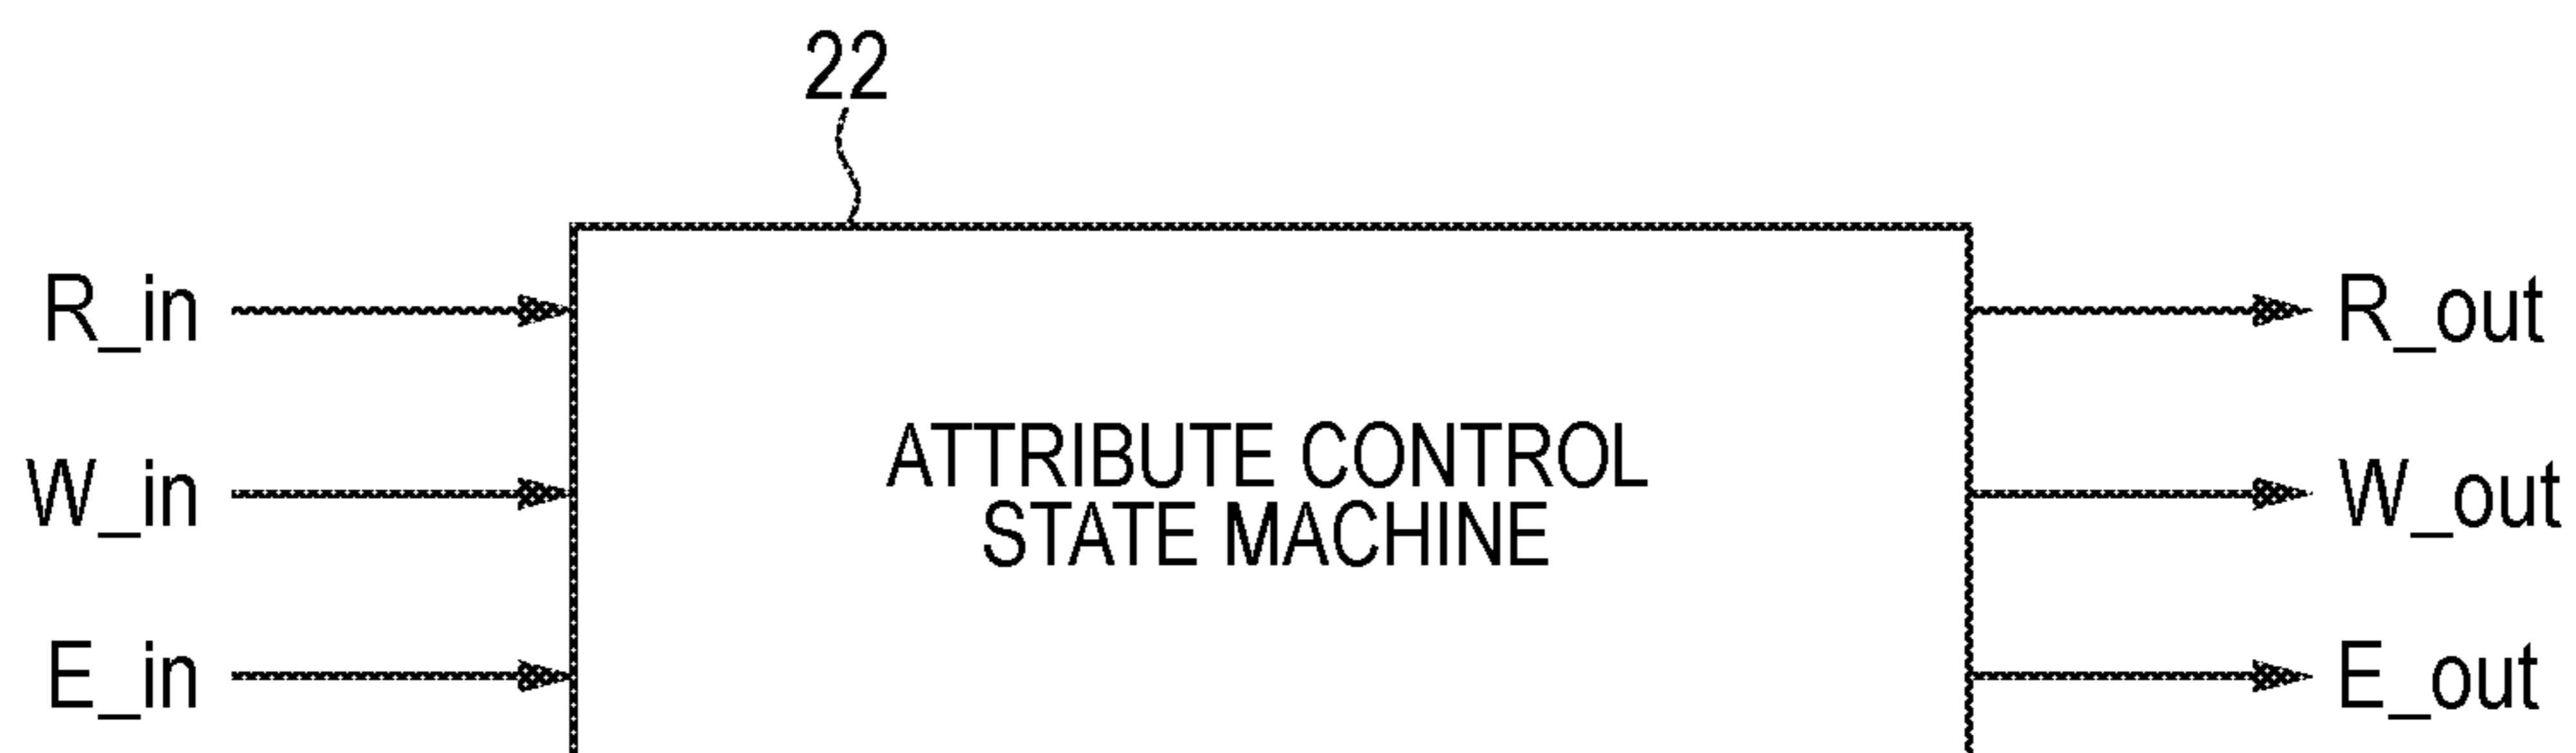 22
R_in
R_out
W_in
ATTRIBUTE CONTROL
STATE MACHINE
W_out
E_in
E_out